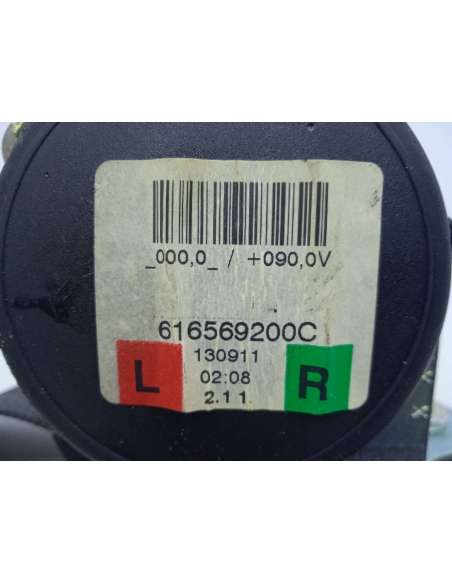 _000,0_ / +090,0V
616569200C
130911
L 02:08 R
2.1 1.